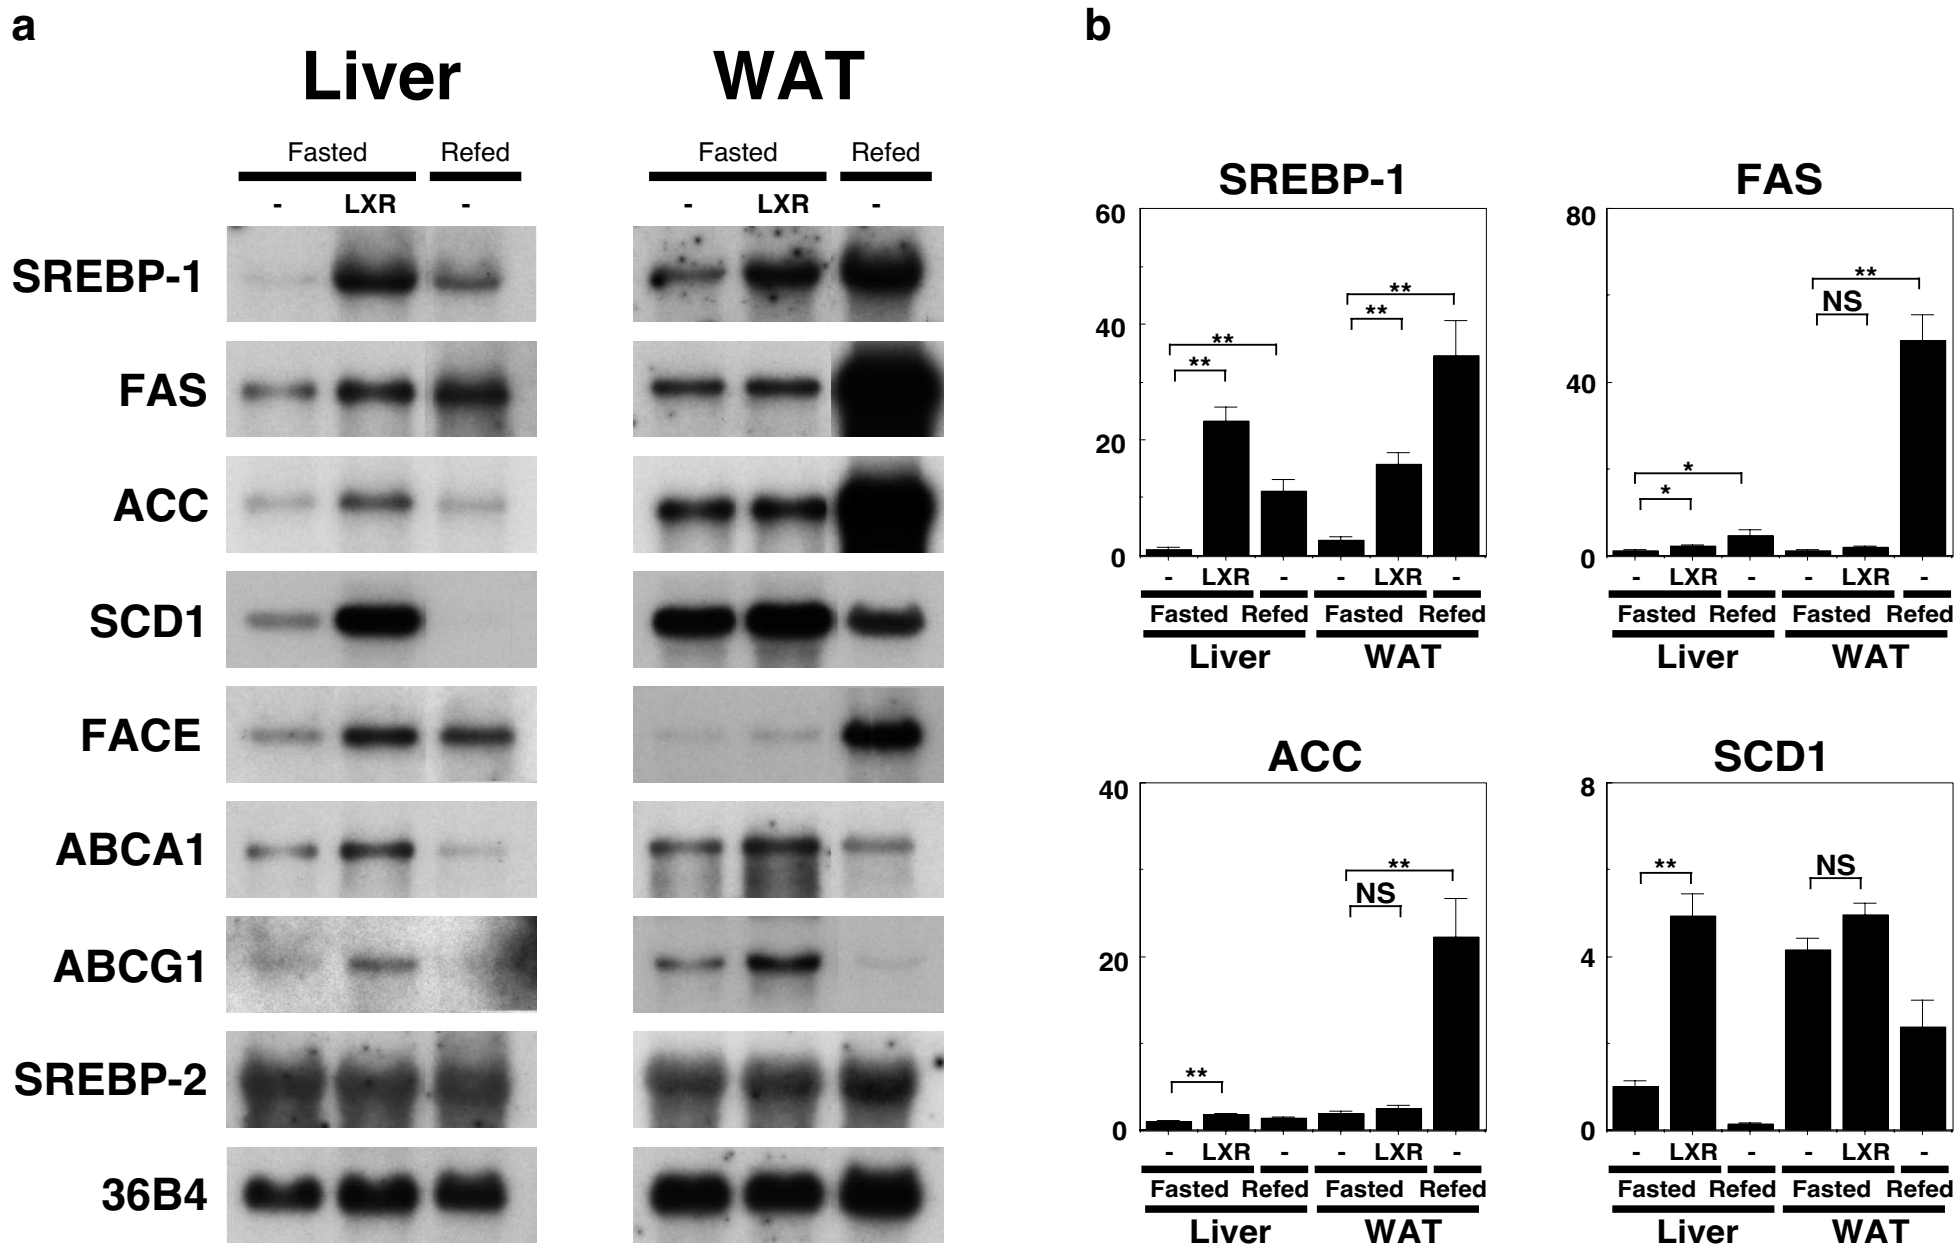 a
Liver WAT
Fasted Refed Fasted Refed
- LXR - - LXR -
SREBP-1
FAS
ACC
SCD1
FACE
ABCA1
ABCG1
SREBP-2
36B4
b
SREBP-1
60
40
20
0
** ** ** **
- LXR - - LXR -
Fasted Refed Fasted Refed
Liver WAT
FAS
80
40
0
* * NS **
- LXR - - LXR -
Fasted Refed Fasted Refed
Liver WAT
ACC
40
20
0
** NS **
- LXR - - LXR -
Fasted Refed Fasted Refed
Liver WAT
SCD1
8
4
0
** NS
- LXR - - LXR -
Fasted Refed Fasted Refed
Liver WAT